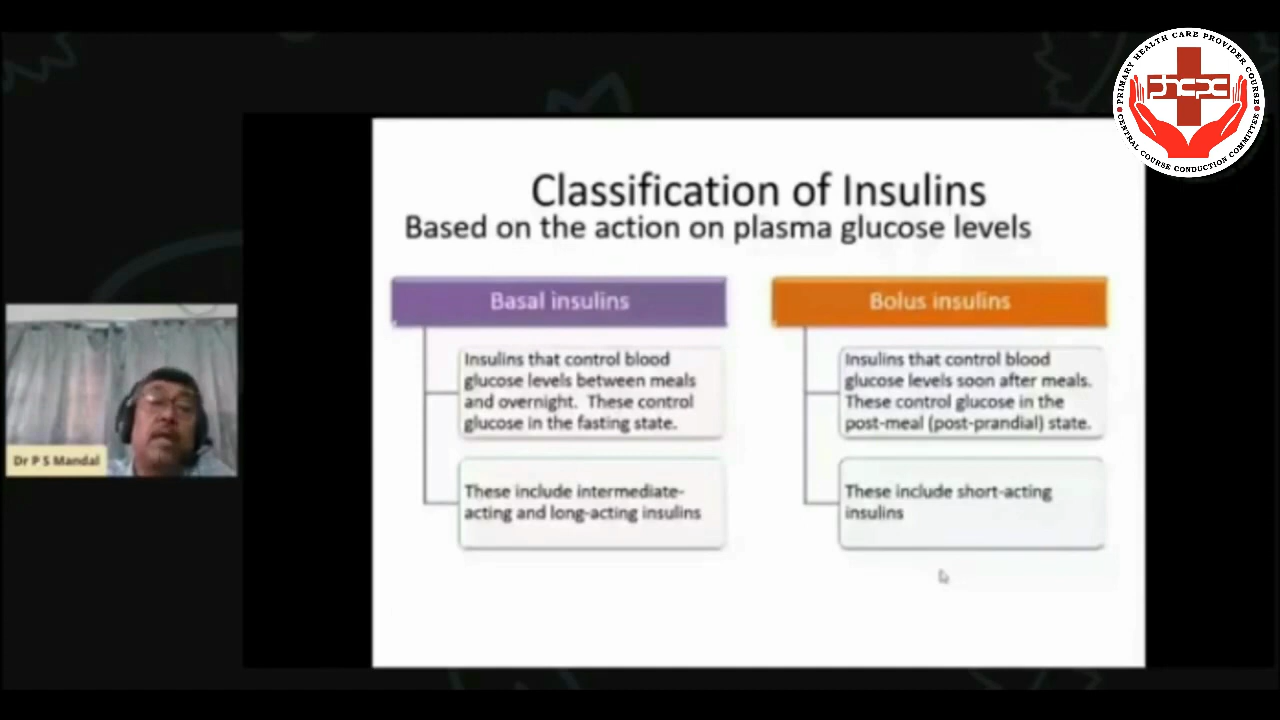 PRIMARY HEALTH CARE PROVIDER COURSE
phcpc
CENTRAL COURSE CONDUCTION COMMITTEE
Classification of Insulins
Based on the action on plasma glucose levels
Basal insulins
Insulins that control blood
glucose levels between meals
and overnight. These control
glucose in the fasting state.
These include intermediate-
acting and long-acting insulins
Bolus insulins
Insulins that control blood
glucose levels soon after meals.
These control glucose in the
post-meal (post-prandial) state.
These include short-acting
insulins
Dr P S Mandal